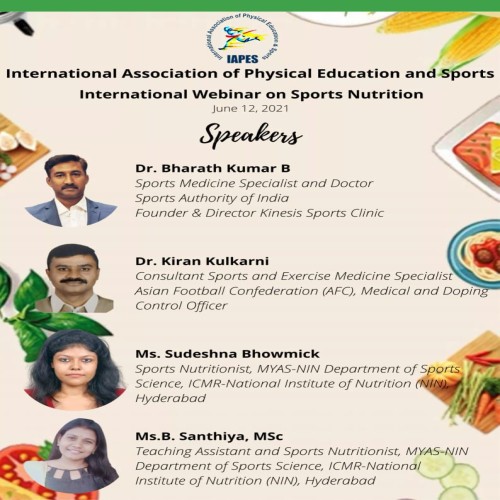 International Association of Physical Education & Sports
IAPES
International Association of Physical Education and Sports
International Webinar on Sports Nutrition
June 12, 2021
Speakers
Dr. Bharath Kumar B
Sports Medicine Specialist and Doctor
Sports Authority of India
Founder & Director Kinesis Sports Clinic
Dr. Kiran Kulkarni
Consultant Sports and Exercise Medicine Specialist
Asian Football Confederation (AFC), Medical and Doping
Control Officer
Ms. Sudeshna Bhowmick
Sports Nutritionist, MYAS-NIN Department of Sports
Science, ICMR-National Institute of Nutrition (NIN),
Hyderabad
Ms.B. Santhiya, MSc
Teaching Assistant and Sports Nutritionist, MYAS-NIN
Department of Sports Science, ICMR-National
Institute of Nutrition (NIN), Hyderabad